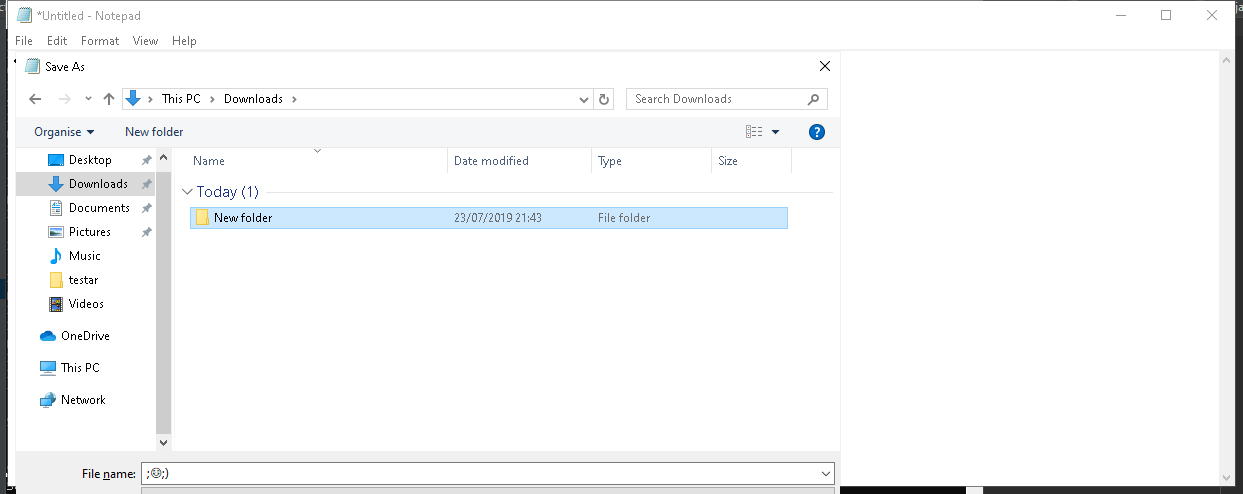 *Untitled - Notepad
File Edit Format View Help
Save As
This PC Downloads
Search Downloads
Organise New folder
Name Date modified Type Size
Desktop
Downloads
Documents
Pictures
Music
testar
Videos
OneDrive
This PC
Network
Today (1)
New folder 23/07/2019 21:43 File folder
File name: ;☺;)